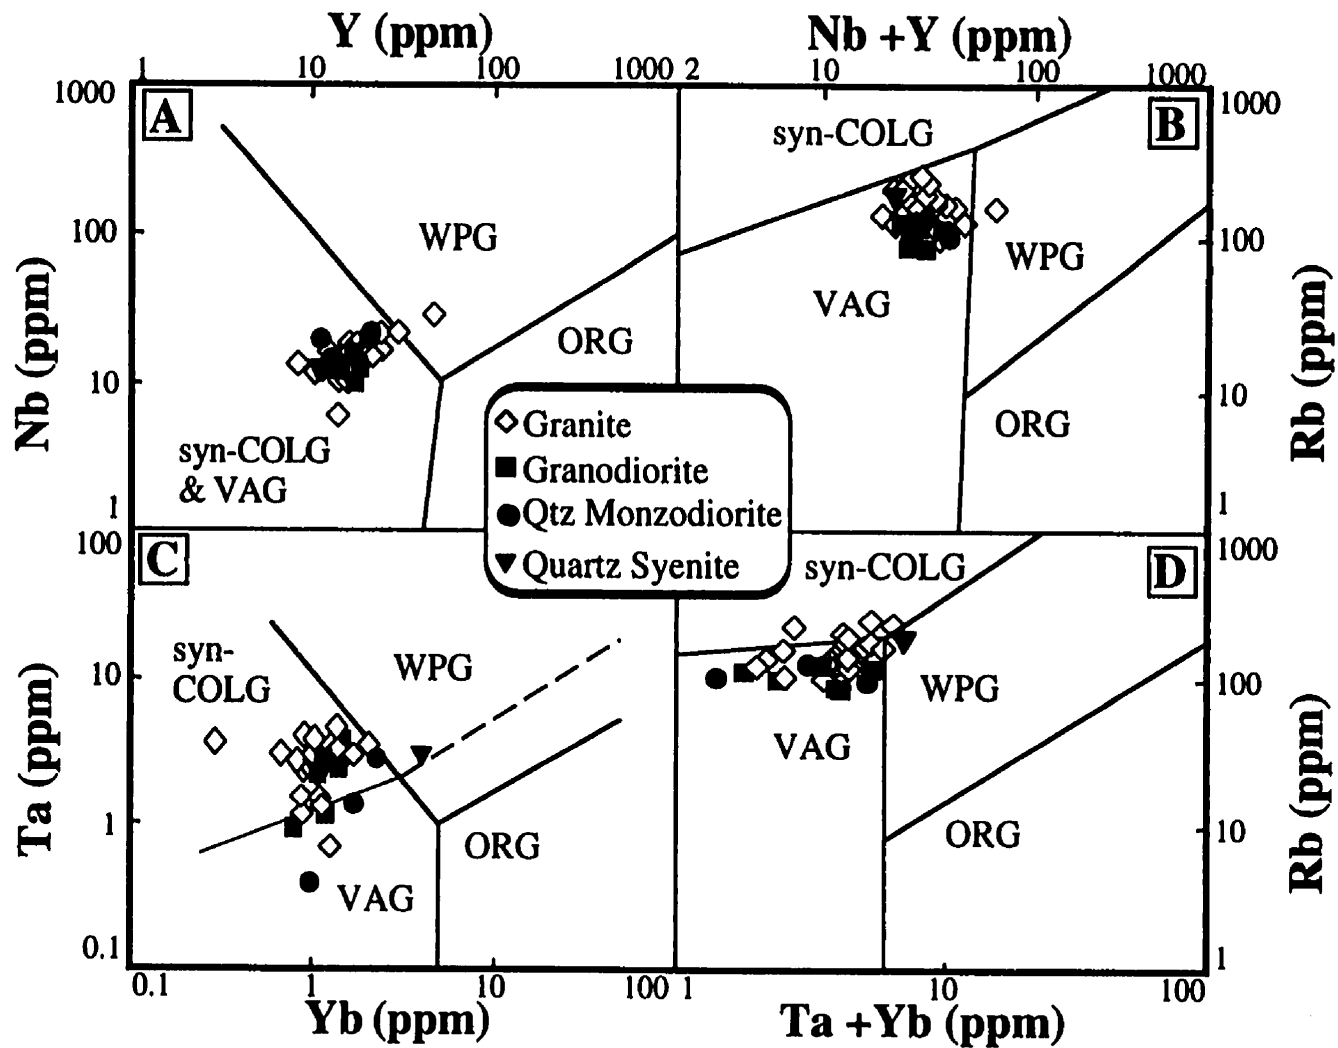 Y (ppm)
Nb +Y (ppm)
1 10 100 1000 2 10 100 1000
1000 A
syn-COLG
B 1000
WPG
100
WPG
100
VAG
Nb (ppm)
Rb (ppm)
ORG
10
10
ORG
Granite
syn-COLG
& VAG
Granodiorite
1
Qtz Monzodiorite
1
Quartz Syenite
100 C
syn-COLG
D 1000
syn-
COLG
WPG
10
WPG
100
VAG
Ta (ppm)
Rb (ppm)
1
ORG
ORG
10
VAG
0.1
1
0.1 1 10 100 1 10 100
Yb (ppm)
Ta +Yb (ppm)